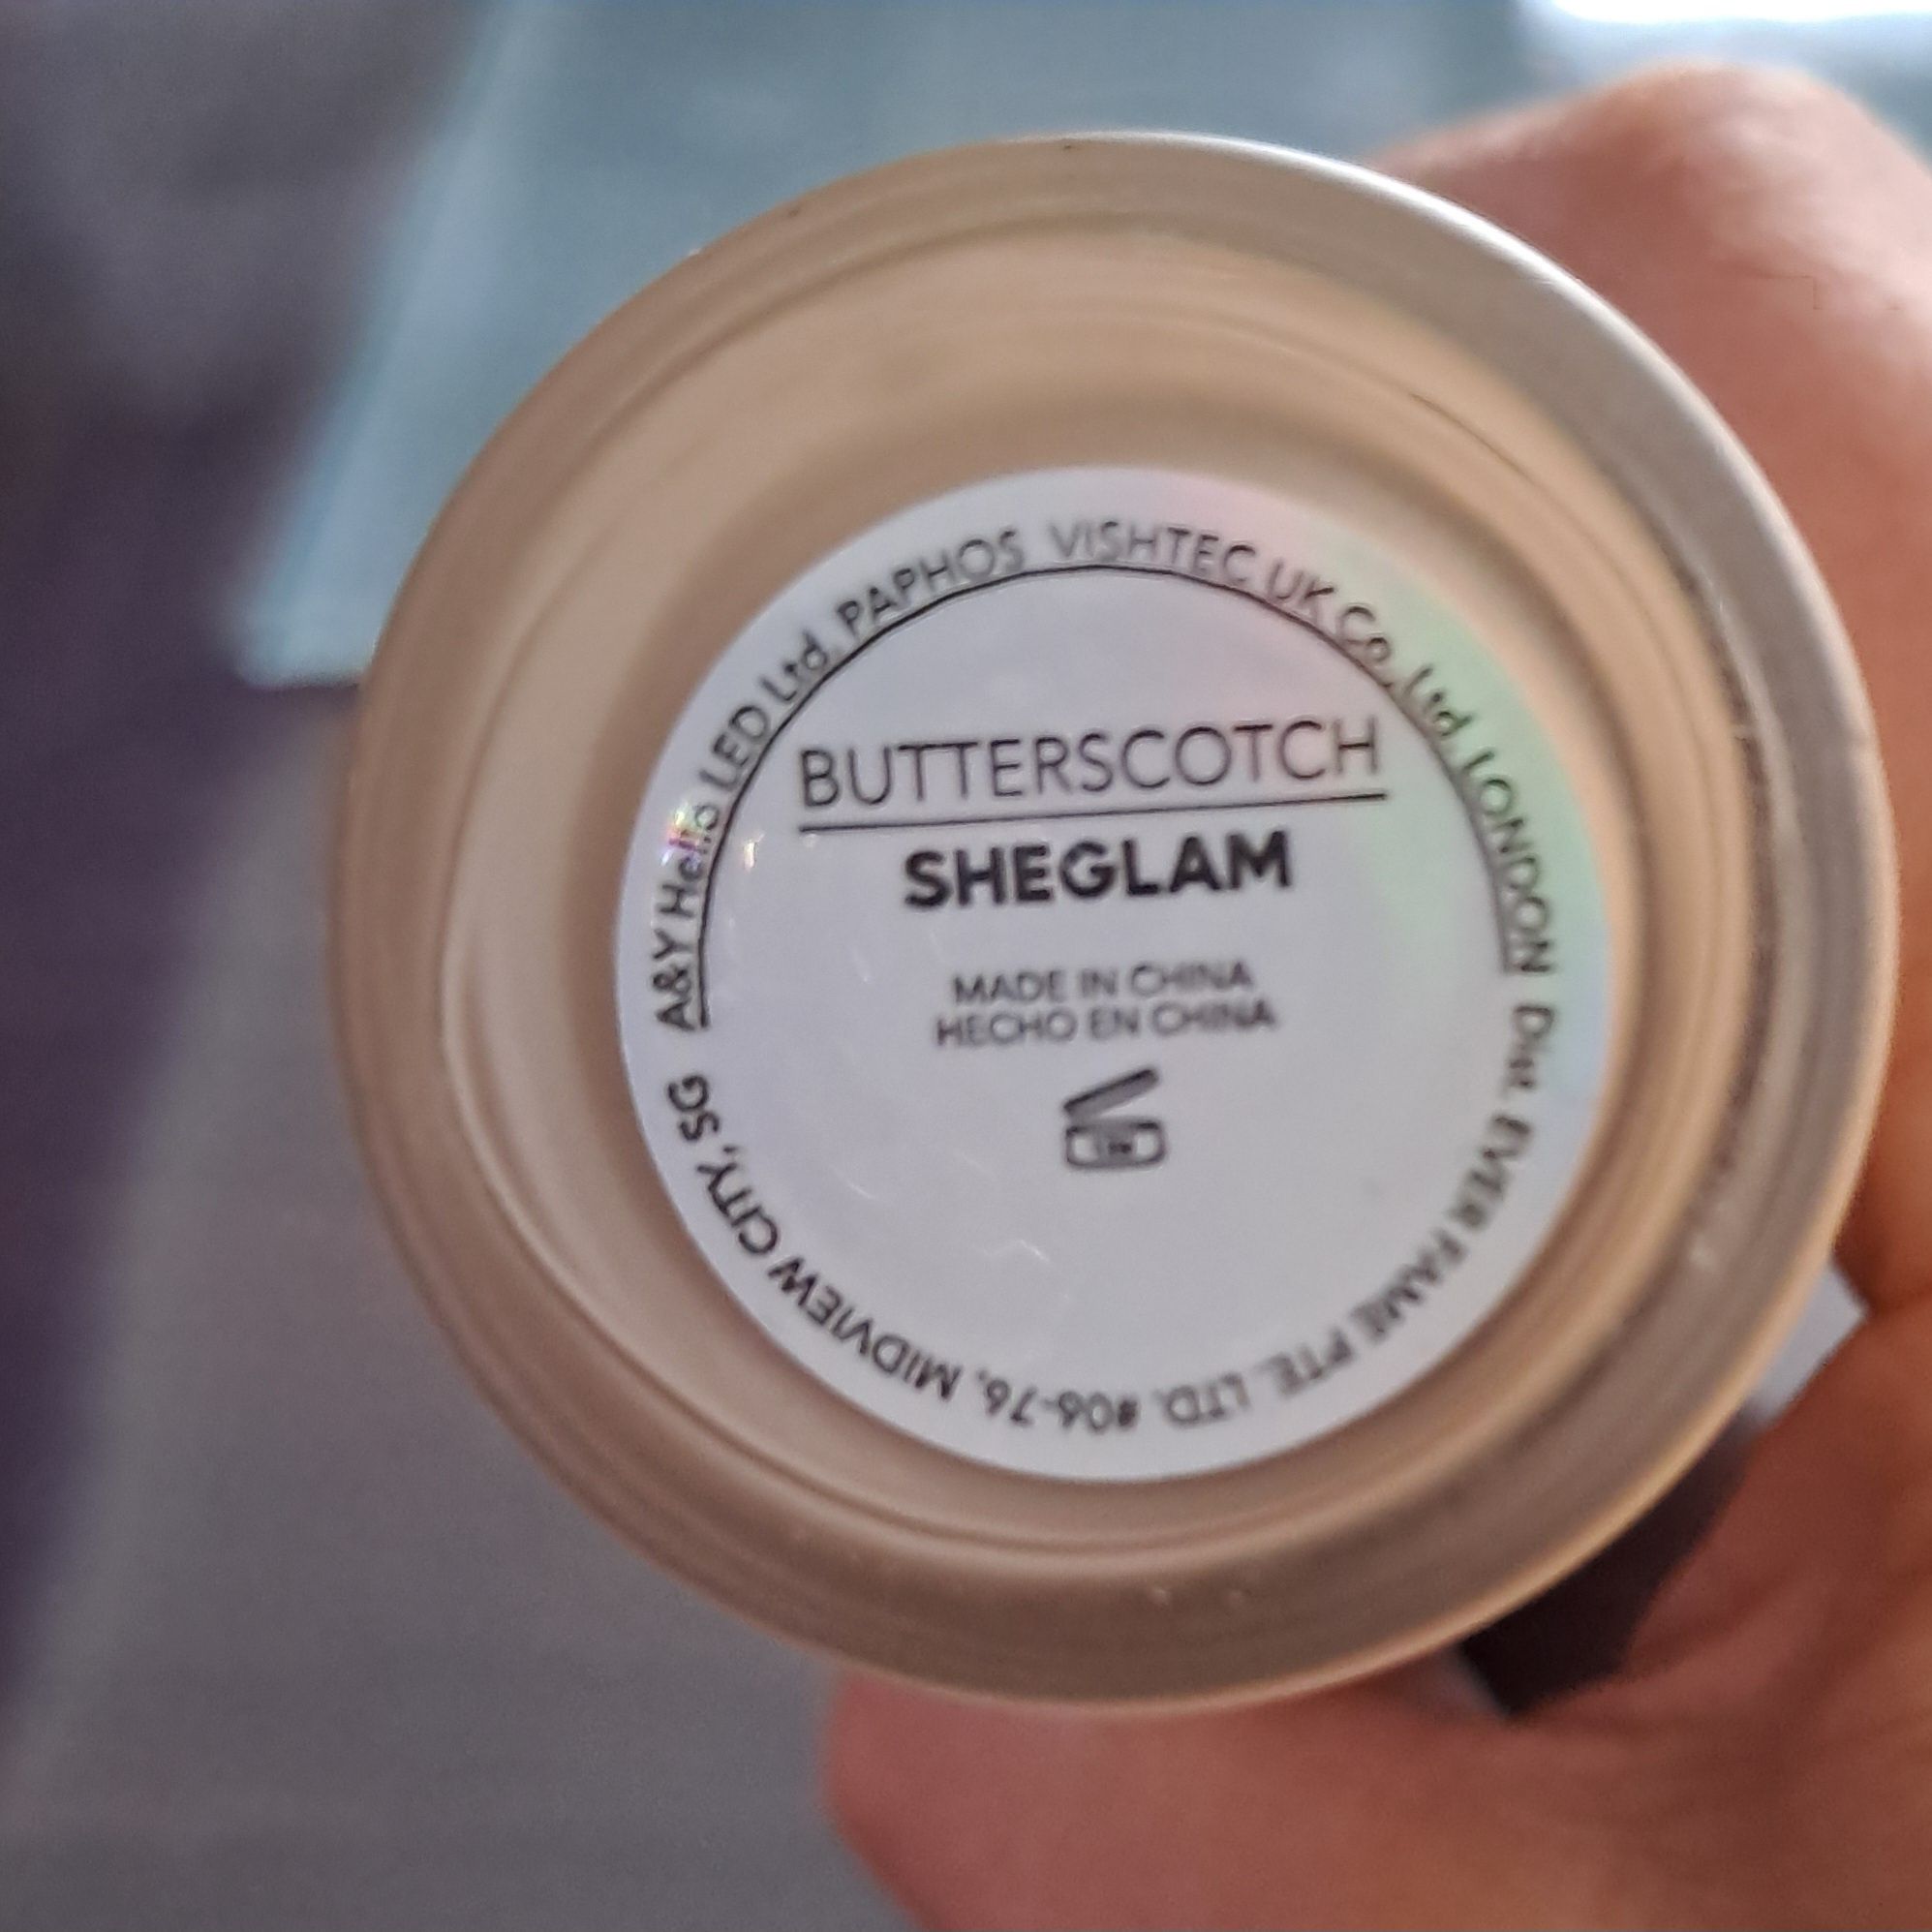 A&Y Hello LED Ltd. PAPHOS VISHTEC UK Co., Ltd. LONDON Dist. EVER FAME PTE. LTD. #06-76, MIDVIEW CITY, SG
BUTTERSCOTCH
SHEGLAM
MADE IN CHINA
HECHO EN CHINA